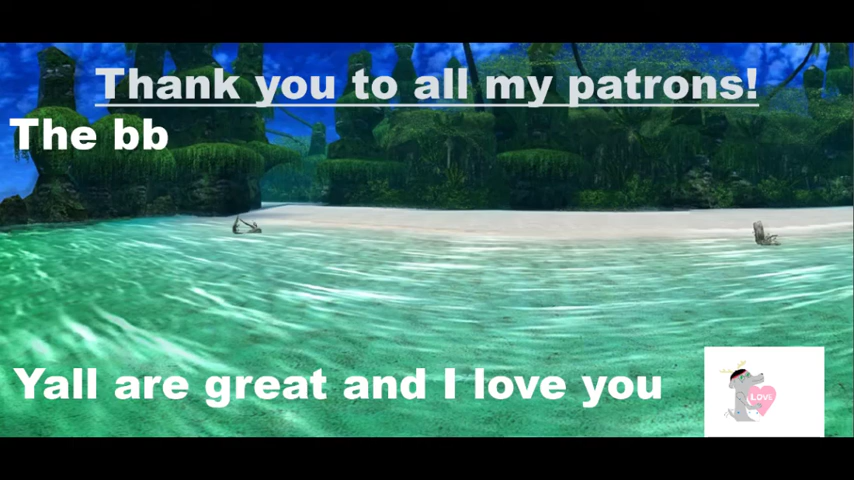 Thank you to all my patrons!
The bb
Yall are great and I love you
LOVE